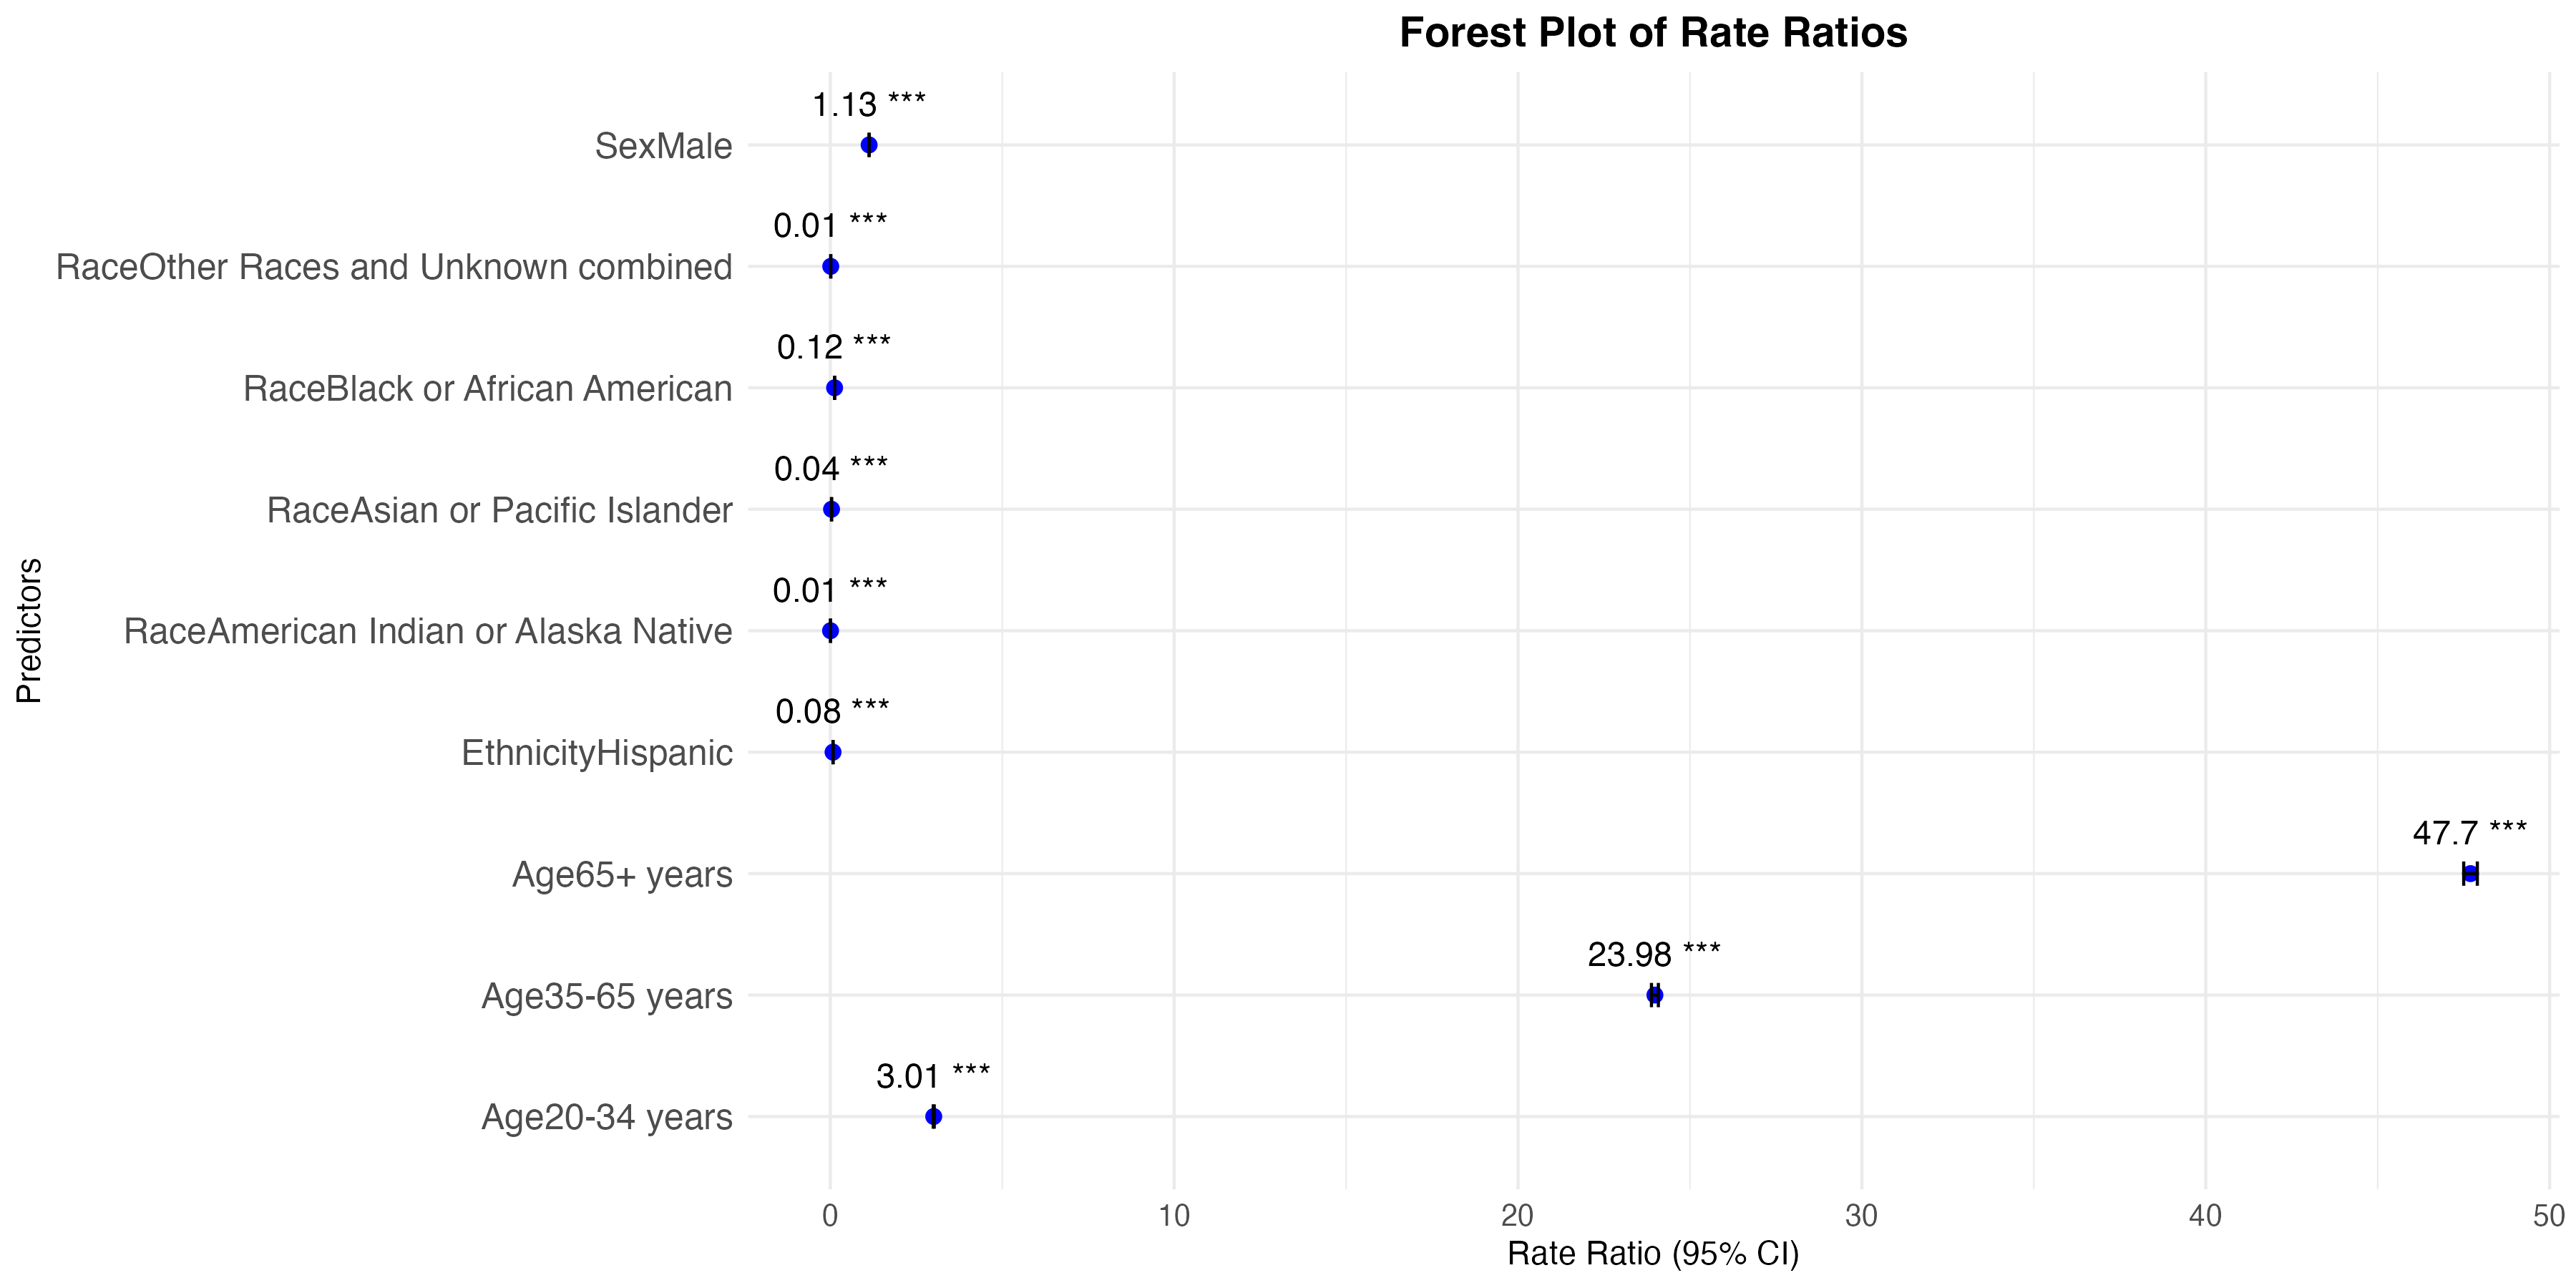 Forest Plot of Rate Ratios
1.13 ***
SexMale
0.01 ***
RaceOther Races and Unknown combined
0.12 ***
RaceBlack or African American
0.04 ***
RaceAsian or Pacific Islander
0.01 ***
RaceAmerican Indian or Alaska Native
0.08 ***
EthnicityHispanic
47.7 ***
Age65+ years
23.98 ***
Age35-65 years
3.01 ***
Age20-34 years
Predictors
0 10 20 30 40 50
Rate Ratio (95% CI)